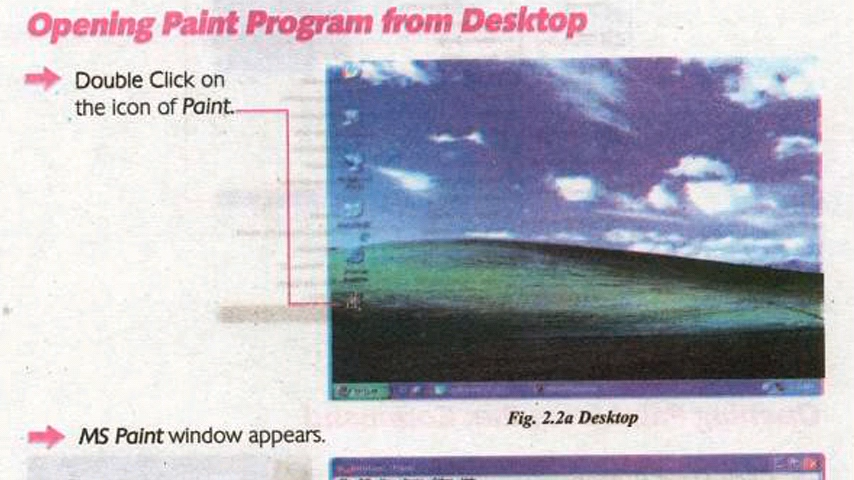 Opening Paint Program from Desktop
Double Click on
the icon of Paint.
Fig. 2.2a Desktop
MS Paint window appears.